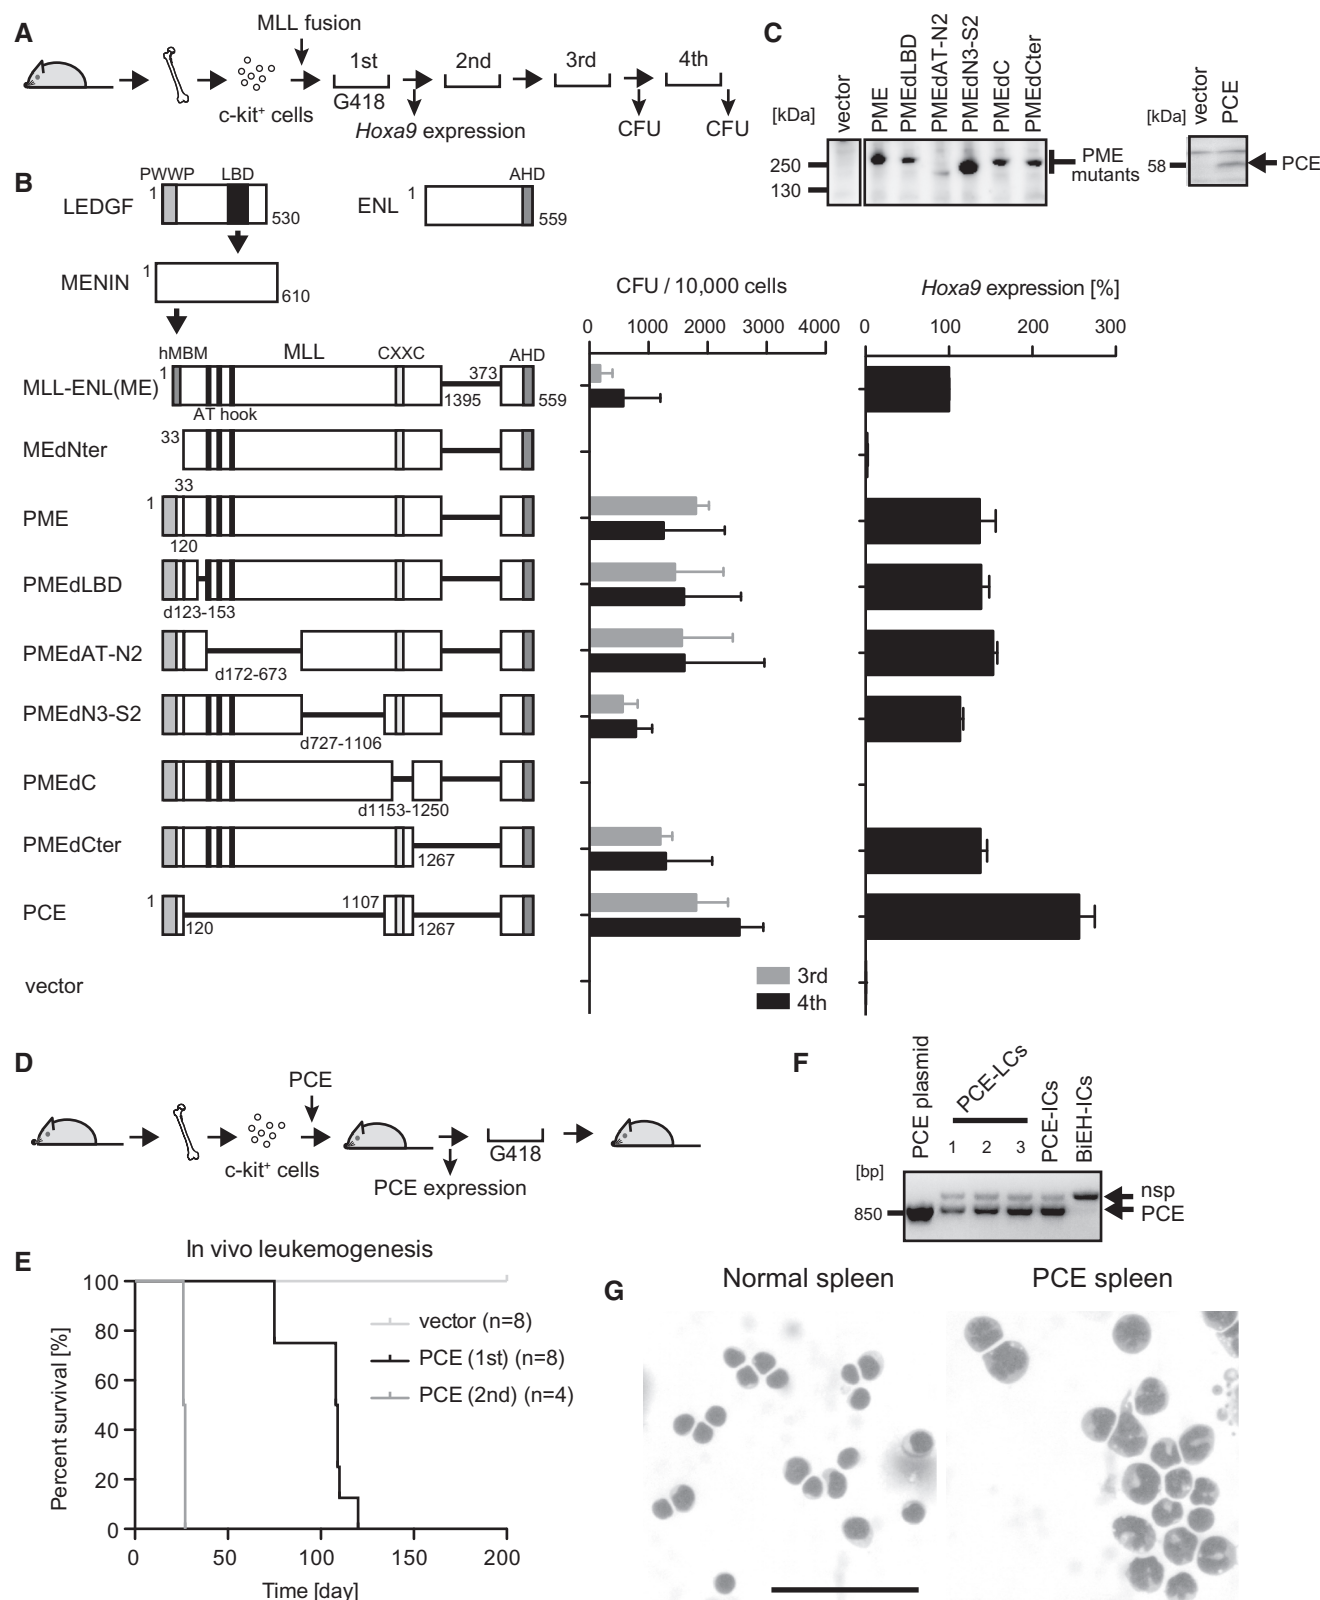 A
MLL fusion
1st
2nd
3rd
4th
c-kit⁺ cells
G418
Hoxa9 expression
CFU
CFU
C
[kDa]
vector
PME
PMEdLBD
PMEdAT-N2
PMEdN3-S2
PMEdC
PMEdCter
250
130
PME
mutants
[kDa]
vector
PCE
58
PCE
B
PWWP
LBD
LEDGF
1
530
ENL
1
AHD
559
MENIN
1
610
hMBM
MLL
CXXC
AHD
MLL-ENL(ME)
1
373
1395
559
AT hook
MEdNter
33
33
PME
1
120
PMEdLBD
d123-153
PMEdAT-N2
d172-673
PMEdN3-S2
d727-1106
PMEdC
d1153-1250
PMEdCter
1267
PCE
1
120
1107
1267
vector
CFU / 10,000 cells
0 1000 2000 3000 4000
3rd
4th
Hoxa9 expression [%]
0 100 200 300
D
PCE
c-kit⁺ cells
PCE expression
G418
F
PCE plasmid
PCE-LCs
1 2 3
PCE-ICs
BiEH-ICs
[bp]
850
nsp
PCE
E
In vivo leukemogenesis
Percent survival [%]
100
80
60
40
20
0
0 50 100 150 200
Time [day]
vector (n=8)
PCE (1st) (n=8)
PCE (2nd) (n=4)
G
Normal spleen
PCE spleen